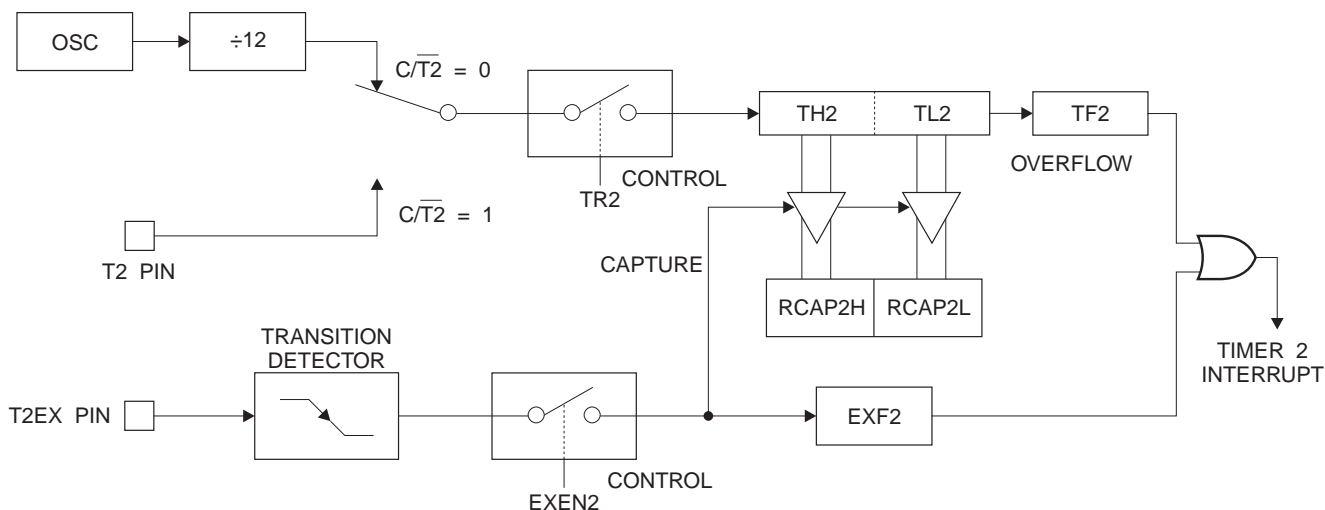 OSC
÷12
C/T2̅ = 0
TH2
TL2
TF2
OVERFLOW
CONTROL
TR2
C/T2̅ = 1
T2 PIN
CAPTURE
RCAP2H
RCAP2L
TRANSITION
DETECTOR
TIMER 2
INTERRUPT
T2EX PIN
EXF2
CONTROL
EXEN2